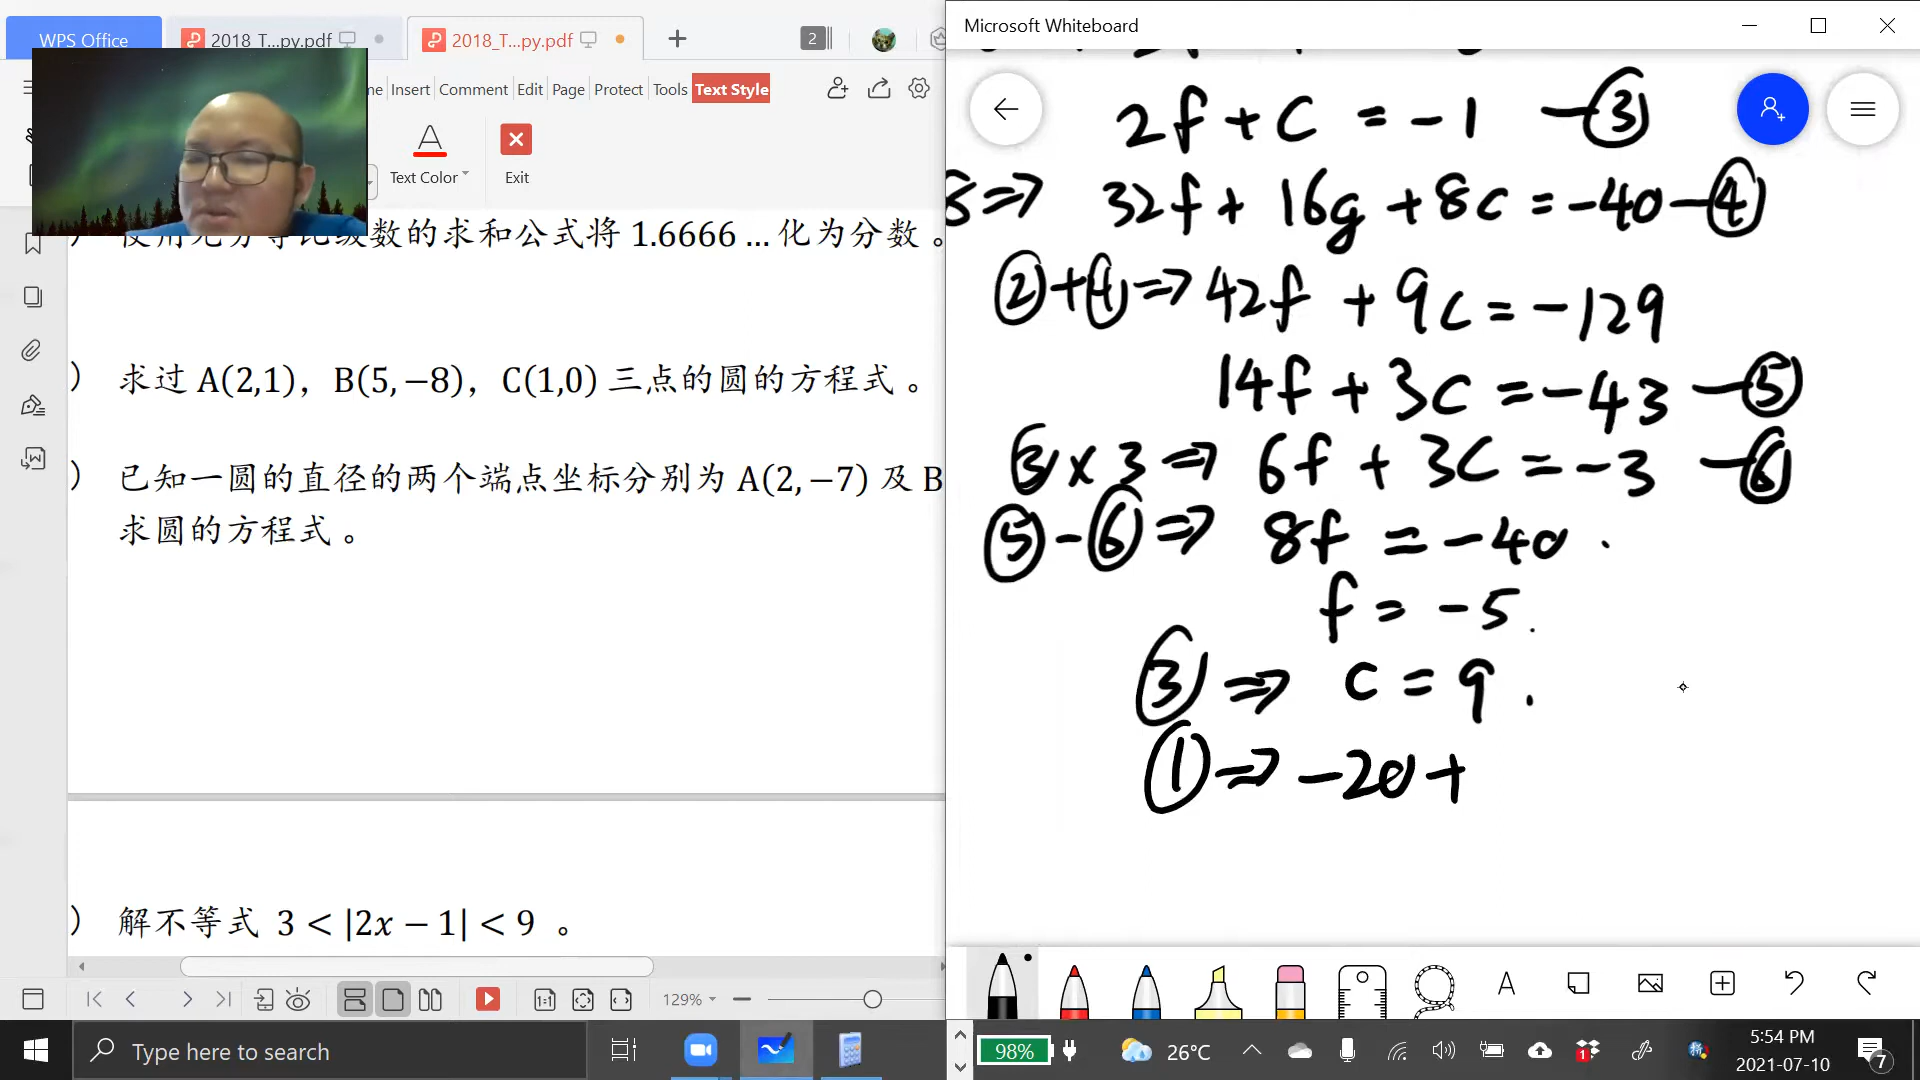 WPS Office
2018_T...py.pdf
2018_T...py.pdf
2
Insert
Comment
Edit
Page
Protect
Tools
Text Style
Text Color
Exit
的求和公式将 1.6666 … 化为分数 。
) 求过 A(2,1)，B(5,−8)，C(1,0) 三点的圆的方程式 。
) 已知一圆的直径的两个端点坐标分别为 A(2,−7) 及 B
求圆的方程式 。
) 解不等式 3 < |2x − 1| < 9 。
1:1
129%
Microsoft Whiteboard
2f + c = -1 —③
⇒ 32f + 16g + 8c = -40 —④
② + ④ ⇒ 42f + 9c = -129
14f + 3c = -43 —⑤
③ × 3 ⇒ 6f + 3c = -3 —⑥
⑤ - ⑥ ⇒ 8f = -40 .
f = -5 .
③ ⇒ c = 9 .
① ⇒ -20 +
A
Type here to search
98%
26°C
1
5:54 PM
2021-07-10
7